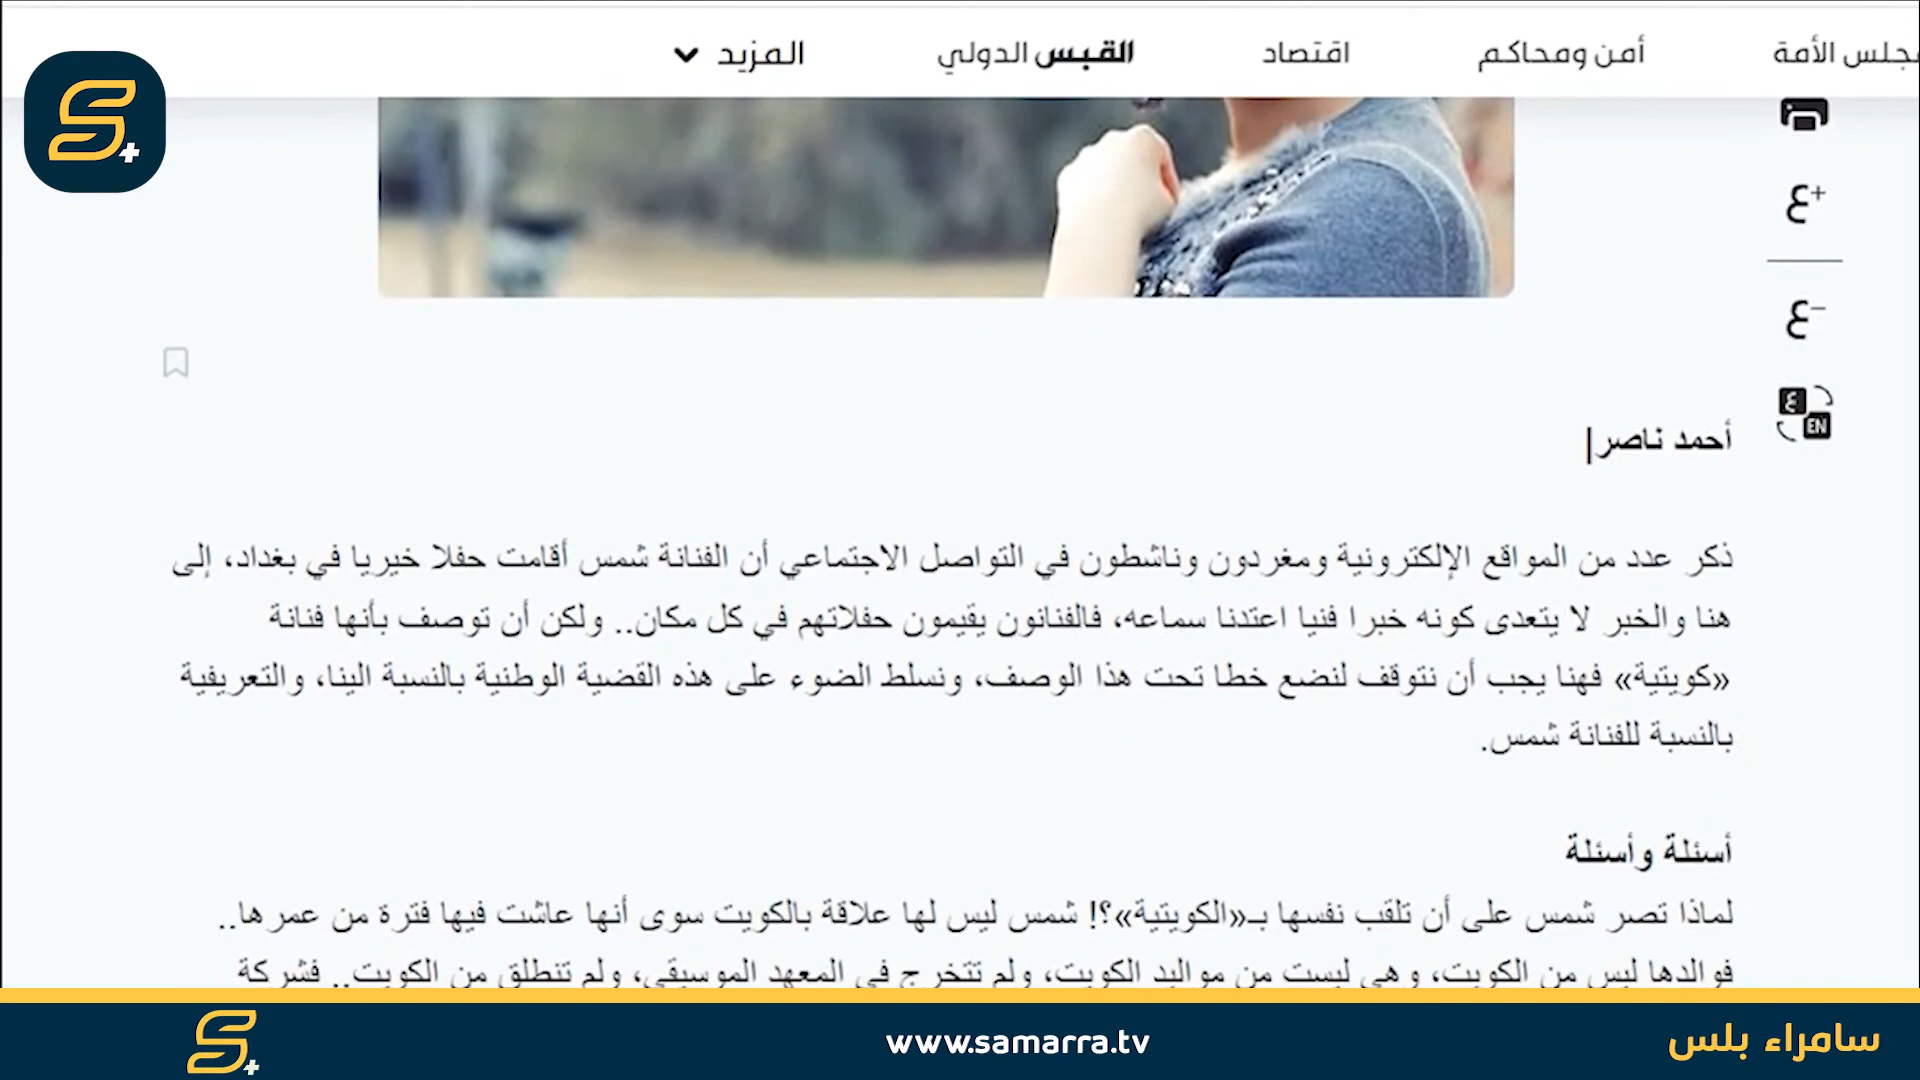 مجلس الأمة أمن ومحاكم اقتصاد القبس الدولي المزيد
S+
ع+
ع-
ع EN
أحمد ناصر|
ذكر عدد من المواقع الإلكترونية ومغردون وناشطون في التواصل الاجتماعي أن الفنانة شمس أقامت حفلا خيريا في بغداد، إلى
هنا والخبر لا يتعدى كونه خبرا فنيا اعتدنا سماعه، فالفنانون يقيمون حفلاتهم في كل مكان.. ولكن أن توصف بأنها فنانة
«كويتية» فهنا يجب أن نتوقف لنضع خطا تحت هذا الوصف، ونسلط الضوء على هذه القضية الوطنية بالنسبة الينا، والتعريفية
بالنسبة للفنانة شمس.
أسئلة وأسئلة
لماذا تصر شمس على أن تلقب نفسها بـ«الكويتية»؟! شمس ليس لها علاقة بالكويت سوى أنها عاشت فيها فترة من عمرها..
فوالدها ليس من الكويت، وهي ليست من مواليد الكويت، ولم تتخرج في المعهد الموسيقي، ولم تنطلق من الكويت.. فشركة
سامراء بلس www.samarra.tv S+